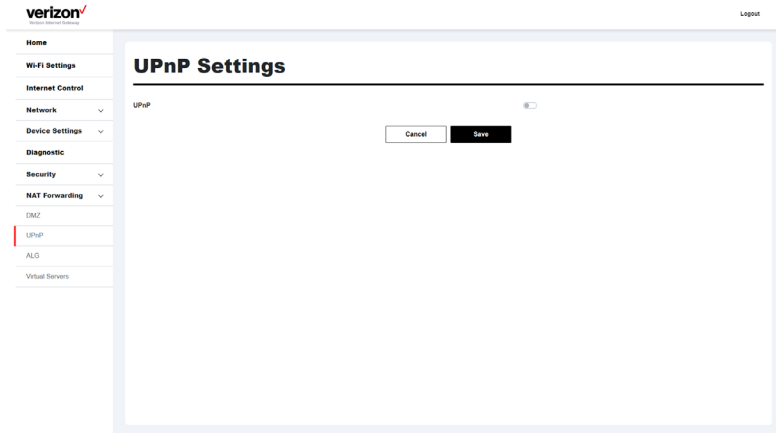 verizon
Verizon Internet Gateway
Logout
Home
Wi-Fi Settings
Internet Control
Network
Device Settings
Diagnostic
Security
NAT Forwarding
DMZ
UPnP
ALG
Virtual Servers
UPnP Settings
UPnP
Cancel
Save